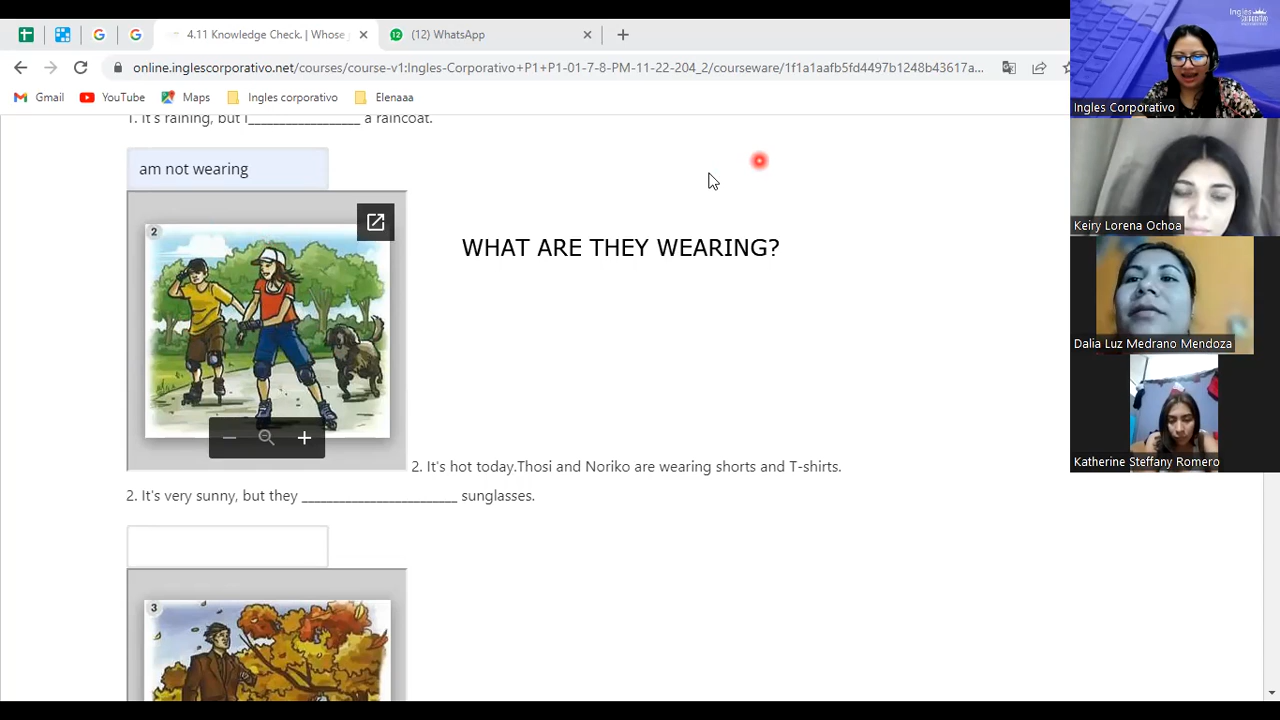 4.11 Knowledge Check. | Whose
(12) WhatsApp
online.inglescorporativo.net/courses/course-v1:Ingles-Corporativo+P1+P1-01-7-8-PM-11-22-204_2/courseware/1f1a1aafb5fd4497b1248b43617a...
Gmail
YouTube
Maps
Ingles corporativo
Elenaaa
1. It's raining, but I_________________ a raincoat.
am not wearing
2
WHAT ARE THEY WEARING?
2. It's hot today.Thosi and Noriko are wearing shorts and T-shirts.
2. It's very sunny, but they ________________________ sunglasses.
3
Ingles
Ingles Corporativo
Keiry Lorena Ochoa
Dalia Luz Medrano Mendoza
Katherine Steffany Romero